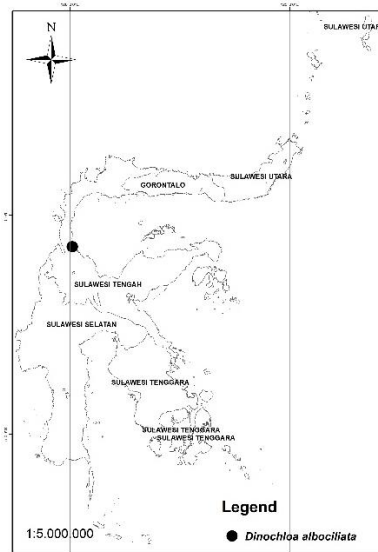 SULAWESI UTAR
N
SULAWESI UTARA
GORONTALO
SULAWESI TENGAH
SULAWESI SELATAN
SULAWESI TENGGARA
SULAWESI TENGGARA
SULAWESI TENGGARA
Legend
1:5.000.000
Dinochloa albociliata